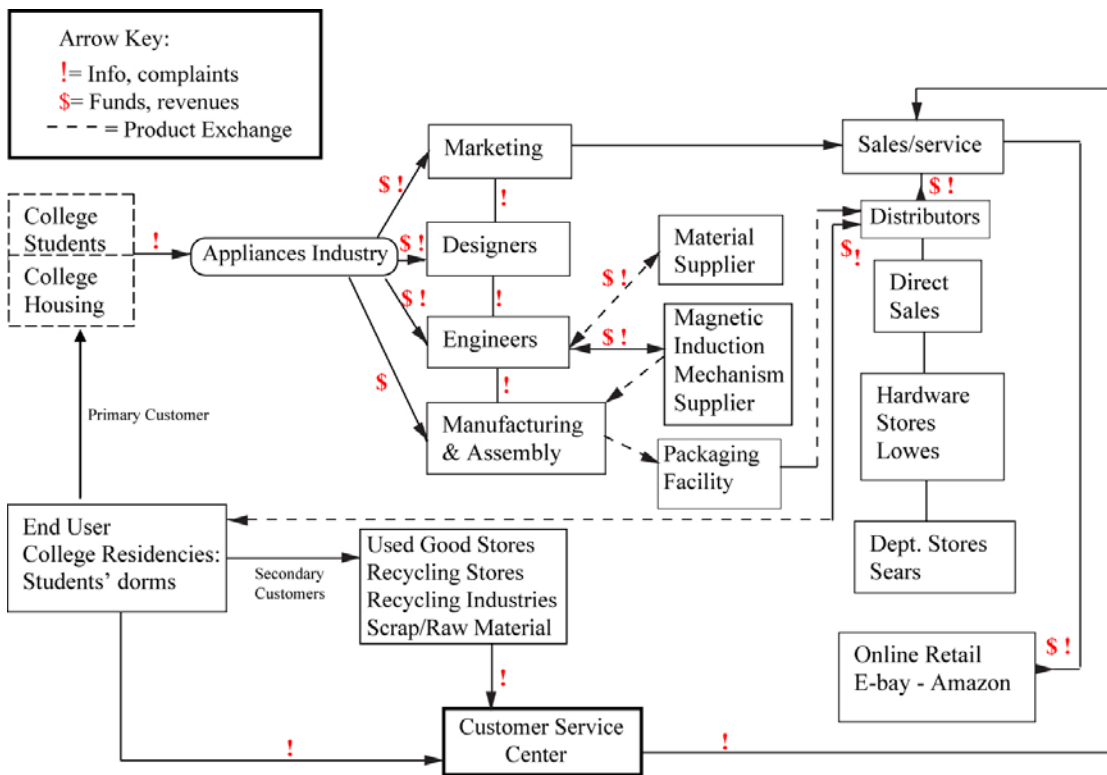 Arrow Key:
!= Info, complaints
$= Funds, revenues
= Product Exchange
College
Students
College
Housing
!
Appliances Industry
$ !
$ !
$ !
$
Marketing
!
Designers
!
Engineers
!
Manufacturing
& Assembly
$ !
Material
Supplier
$ !
Magnetic
Induction
Mechanism
Supplier
Packaging
Facility
Sales/service
$ !
Distributors
$ !
Direct
Sales
Hardware
Stores
Lowes
Dept. Stores
Sears
Online Retail
E-bay - Amazon
$ !
Primary Customer
End User
College Residencies:
Students’ dorms
Secondary
Customers
Used Good Stores
Recycling Stores
Recycling Industries
Scrap/Raw Material
!
!
Customer Service
Center
!